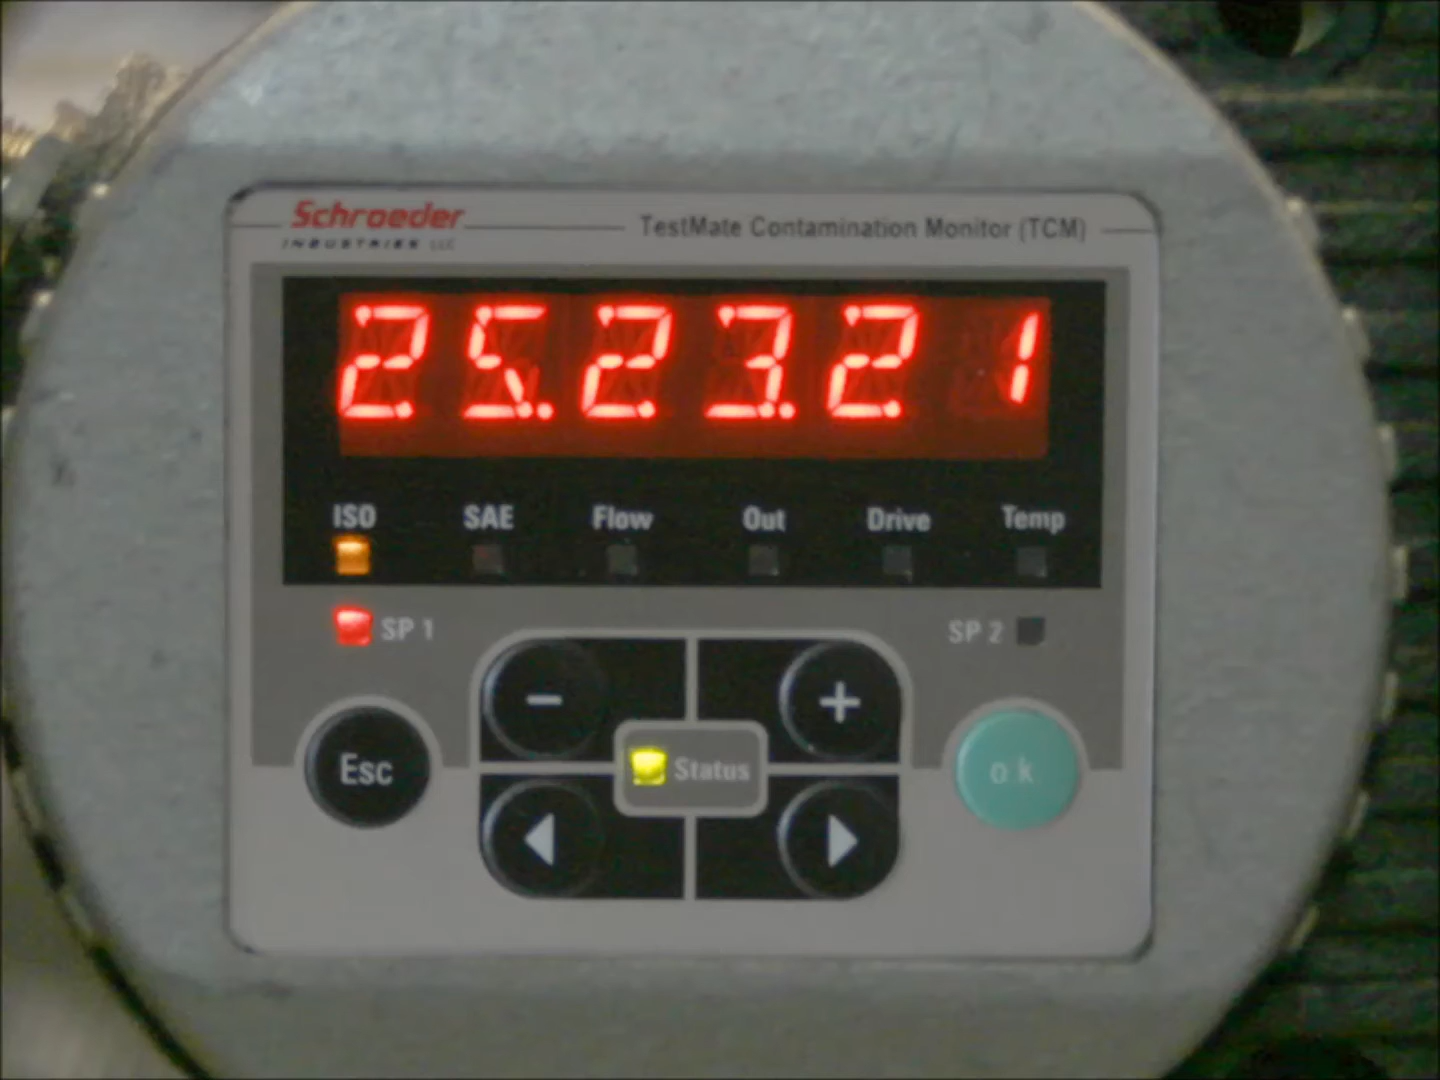 Schroeder
INDUSTRIES LLC
TestMate Contamination Monitor (TCM)
25.23.21
ISO SAE Flow Out Drive Temp
SP 1
SP 2
− +
Esc
Status
ok